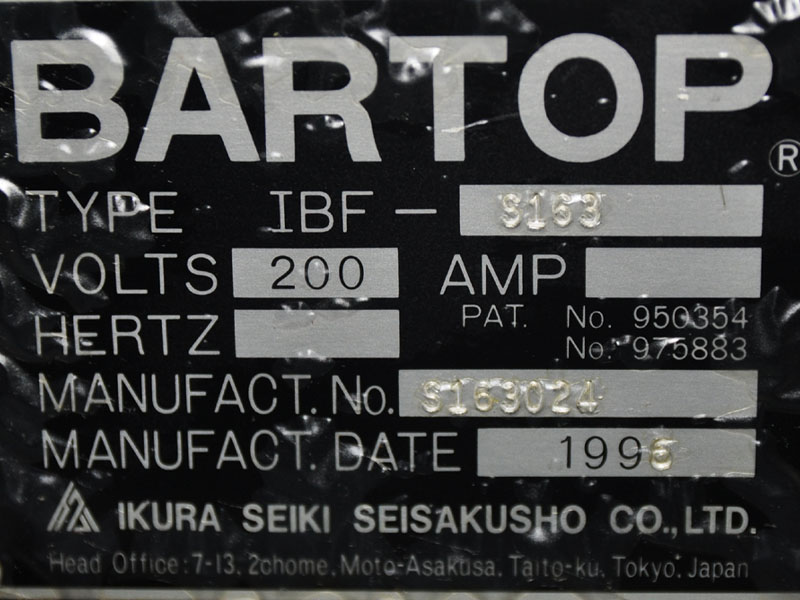 BARTOP®
TYPE IBF - S163
VOLTS 200 AMP
PAT. No. 950354
HERTZ
No. 975883
MANUFACT. No. S163024
MANUFACT. DATE 1996
IKURA SEIKI SEISAKUSHO CO., LTD.
Head Office: 7-13, 2chome, Moto-Asakusa, Taito-ku, Tokyo, Japan